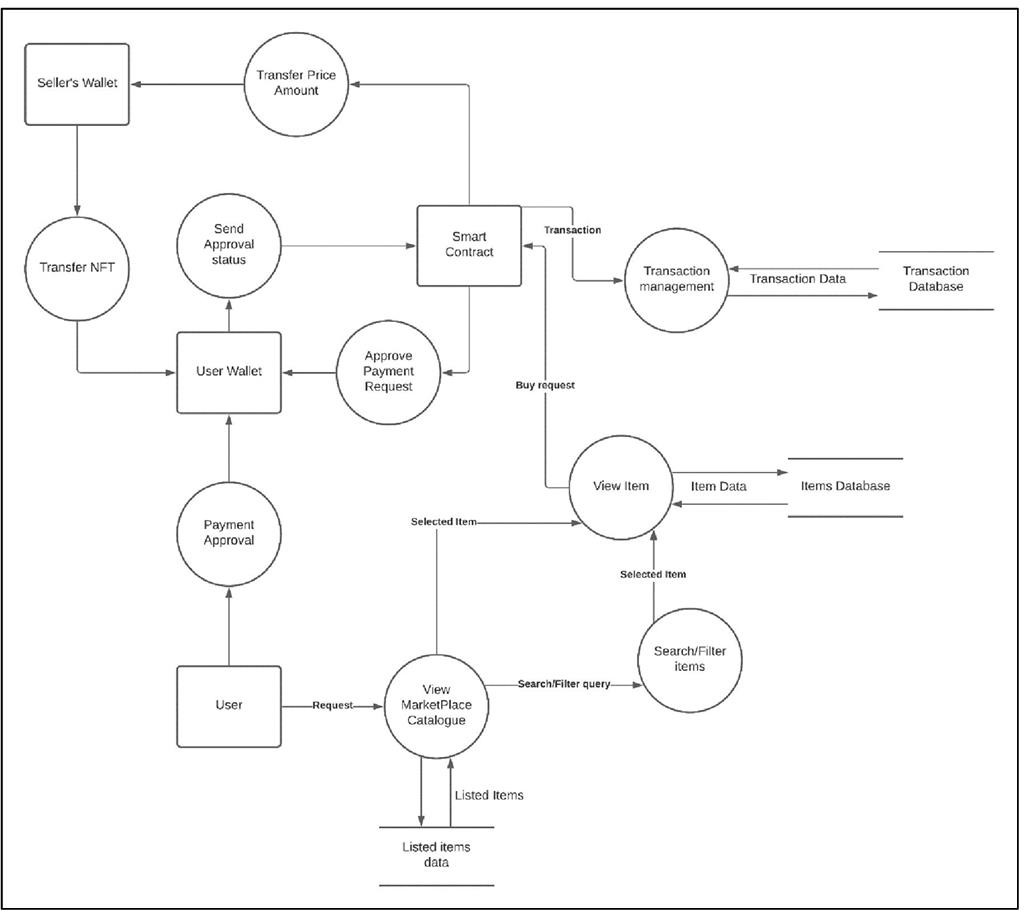 Seller's Wallet
Transfer Price
Amount
Send
Approval
status
Smart
Contract
Transaction
Transfer NFT
Transaction
management
Transaction Data
Transaction
Database
User Wallet
Approve
Payment
Request
Buy request
View Item
Item Data
Items Database
Selected Item
Payment
Approval
Selected Item
Search/Filter
items
User
Request
View
MarketPlace
Catalogue
Search/Filter query
Listed Items
Listed items
data